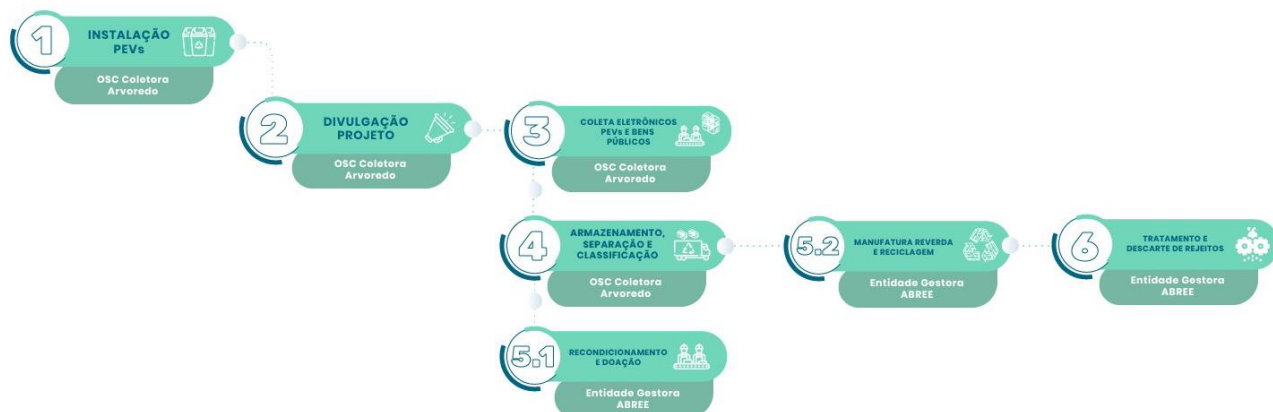 1
INSTALAÇÃO
PEVs
OSC Coletora
Arvoredo
2
DIVULGAÇÃO
PROJETO
OSC Coletora
Arvoredo
3
COLETA ELETRÔNICOS
PEVs E BENS
PÚBLICOS
OSC Coletora
Arvoredo
4
ARMAZENAMENTO,
SEPARAÇÃO E
CLASSIFICAÇÃO
OSC Coletora
Arvoredo
5.1
RECONDICIONAMENTO
E DOAÇÃO
Entidade Gestora
ABREE
5.2
MANUFATURA REVERDA
E RECICLAGEM
Entidade Gestora
ABREE
6
TRATAMENTO E
DESCARTE DE REJEITOS
Entidade Gestora
ABREE